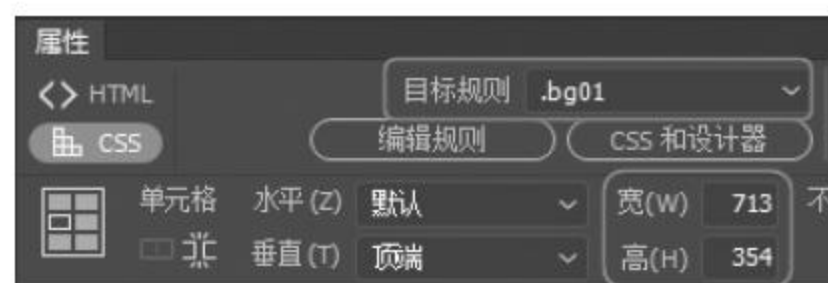 属性
HTML 目标规则 .bg01
CSS 编辑规则 CSS 和设计器
单元格 水平(Z) 默认 宽(W) 713 不
垂直(T) 顶端 高(H) 354